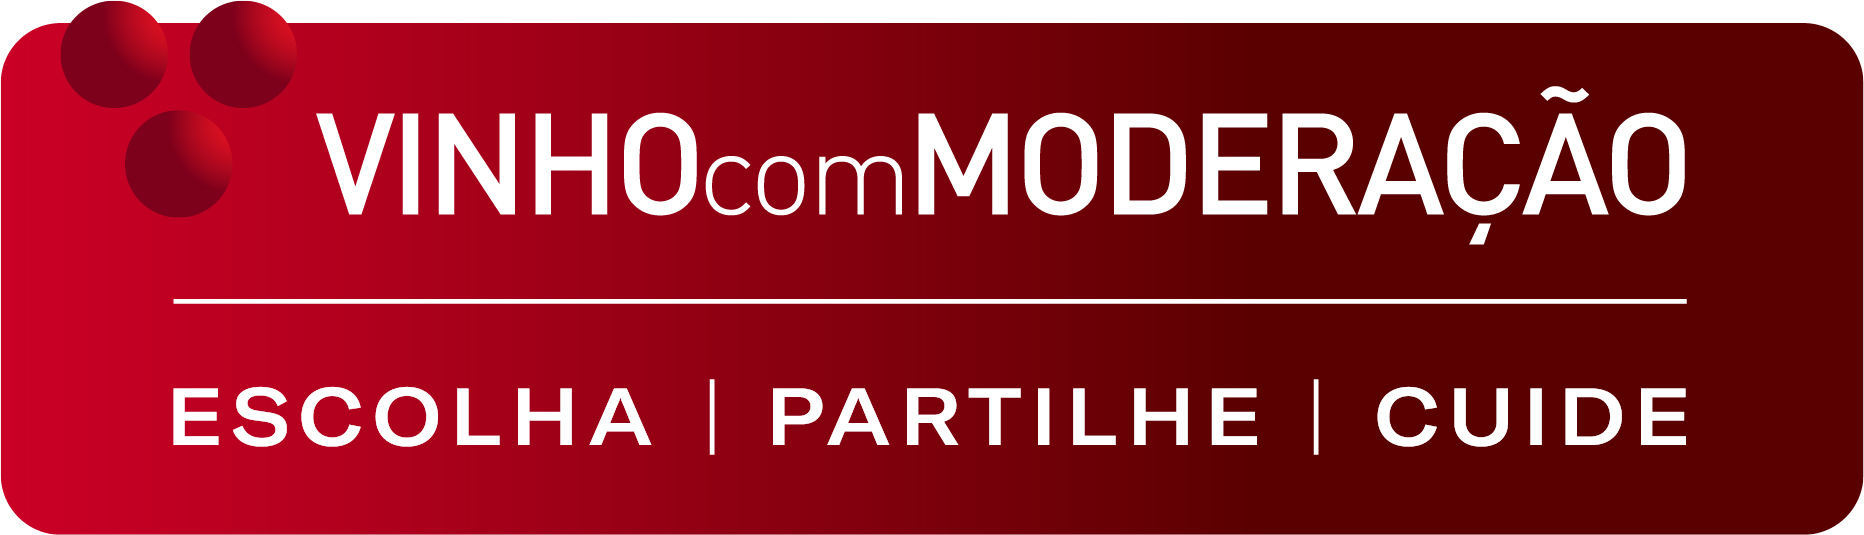 VINHOcomMODERAÇÃO
ESCOLHA | PARTILHE | CUIDE